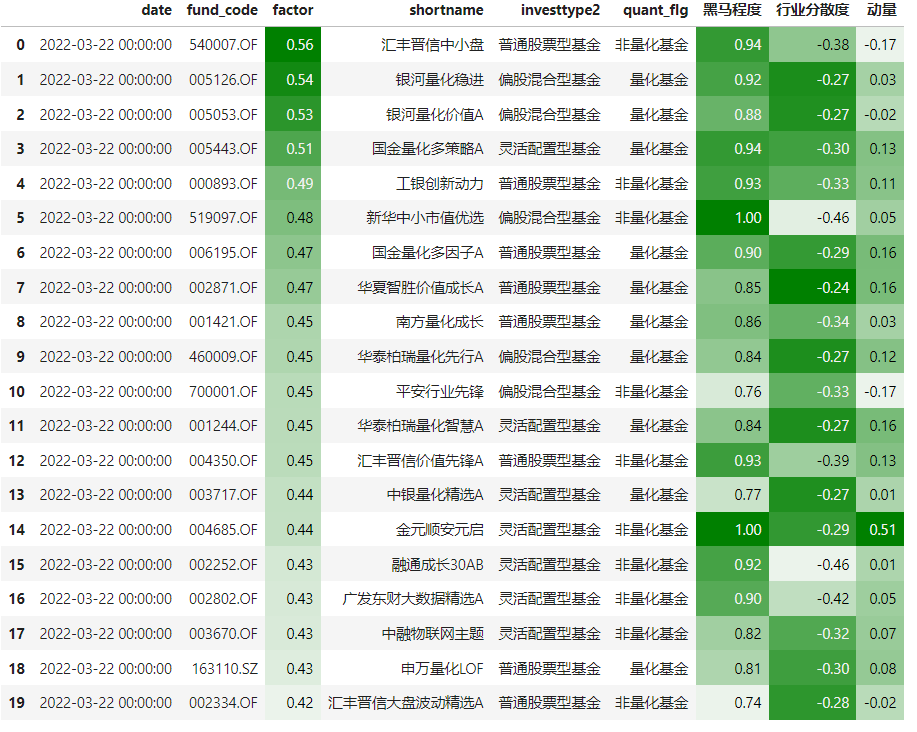 date fund_code factor shortname investtype2 quant_flg 黑马程度 行业分散度 动量
0 2022-03-22 00:00:00 540007.OF 0.56 汇丰晋信中小盘 普通股票型基金 非量化基金 0.94 -0.38 -0.17
1 2022-03-22 00:00:00 005126.OF 0.54 银河量化稳进 偏股混合型基金 量化基金 0.92 -0.27 0.03
2 2022-03-22 00:00:00 005053.OF 0.53 银河量化价值A 偏股混合型基金 量化基金 0.88 -0.27 -0.02
3 2022-03-22 00:00:00 005443.OF 0.51 国金量化多策略A 灵活配置型基金 量化基金 0.94 -0.30 0.13
4 2022-03-22 00:00:00 000893.OF 0.49 工银创新动力 普通股票型基金 非量化基金 0.93 -0.33 0.11
5 2022-03-22 00:00:00 519097.OF 0.48 新华中小市值优选 偏股混合型基金 非量化基金 1.00 -0.46 0.05
6 2022-03-22 00:00:00 006195.OF 0.47 国金量化多因子A 普通股票型基金 量化基金 0.90 -0.29 0.16
7 2022-03-22 00:00:00 002871.OF 0.47 华夏智胜价值成长A 普通股票型基金 量化基金 0.85 -0.24 0.16
8 2022-03-22 00:00:00 001421.OF 0.45 南方量化成长 普通股票型基金 量化基金 0.86 -0.34 0.03
9 2022-03-22 00:00:00 460009.OF 0.45 华泰柏瑞量化先行A 偏股混合型基金 量化基金 0.84 -0.27 0.12
10 2022-03-22 00:00:00 700001.OF 0.45 平安行业先锋 偏股混合型基金 非量化基金 0.76 -0.33 -0.17
11 2022-03-22 00:00:00 001244.OF 0.45 华泰柏瑞量化智慧A 灵活配置型基金 量化基金 0.84 -0.27 0.16
12 2022-03-22 00:00:00 004350.OF 0.45 汇丰晋信价值先锋A 普通股票型基金 非量化基金 0.93 -0.39 0.13
13 2022-03-22 00:00:00 003717.OF 0.44 中银量化精选A 灵活配置型基金 量化基金 0.77 -0.27 0.01
14 2022-03-22 00:00:00 004685.OF 0.44 金元顺安元启 灵活配置型基金 非量化基金 1.00 -0.29 0.51
15 2022-03-22 00:00:00 002252.OF 0.43 融通成长30AB 灵活配置型基金 非量化基金 0.92 -0.46 0.01
16 2022-03-22 00:00:00 002802.OF 0.43 广发东财大数据精选A 灵活配置型基金 非量化基金 0.90 -0.42 0.05
17 2022-03-22 00:00:00 003670.OF 0.43 中融物联网主题 灵活配置型基金 非量化基金 0.82 -0.32 0.07
18 2022-03-22 00:00:00 163110.SZ 0.43 申万量化LOF 普通股票型基金 量化基金 0.81 -0.30 0.08
19 2022-03-22 00:00:00 002334.OF 0.42 汇丰晋信大盘波动精选A 普通股票型基金 非量化基金 0.74 -0.28 -0.02